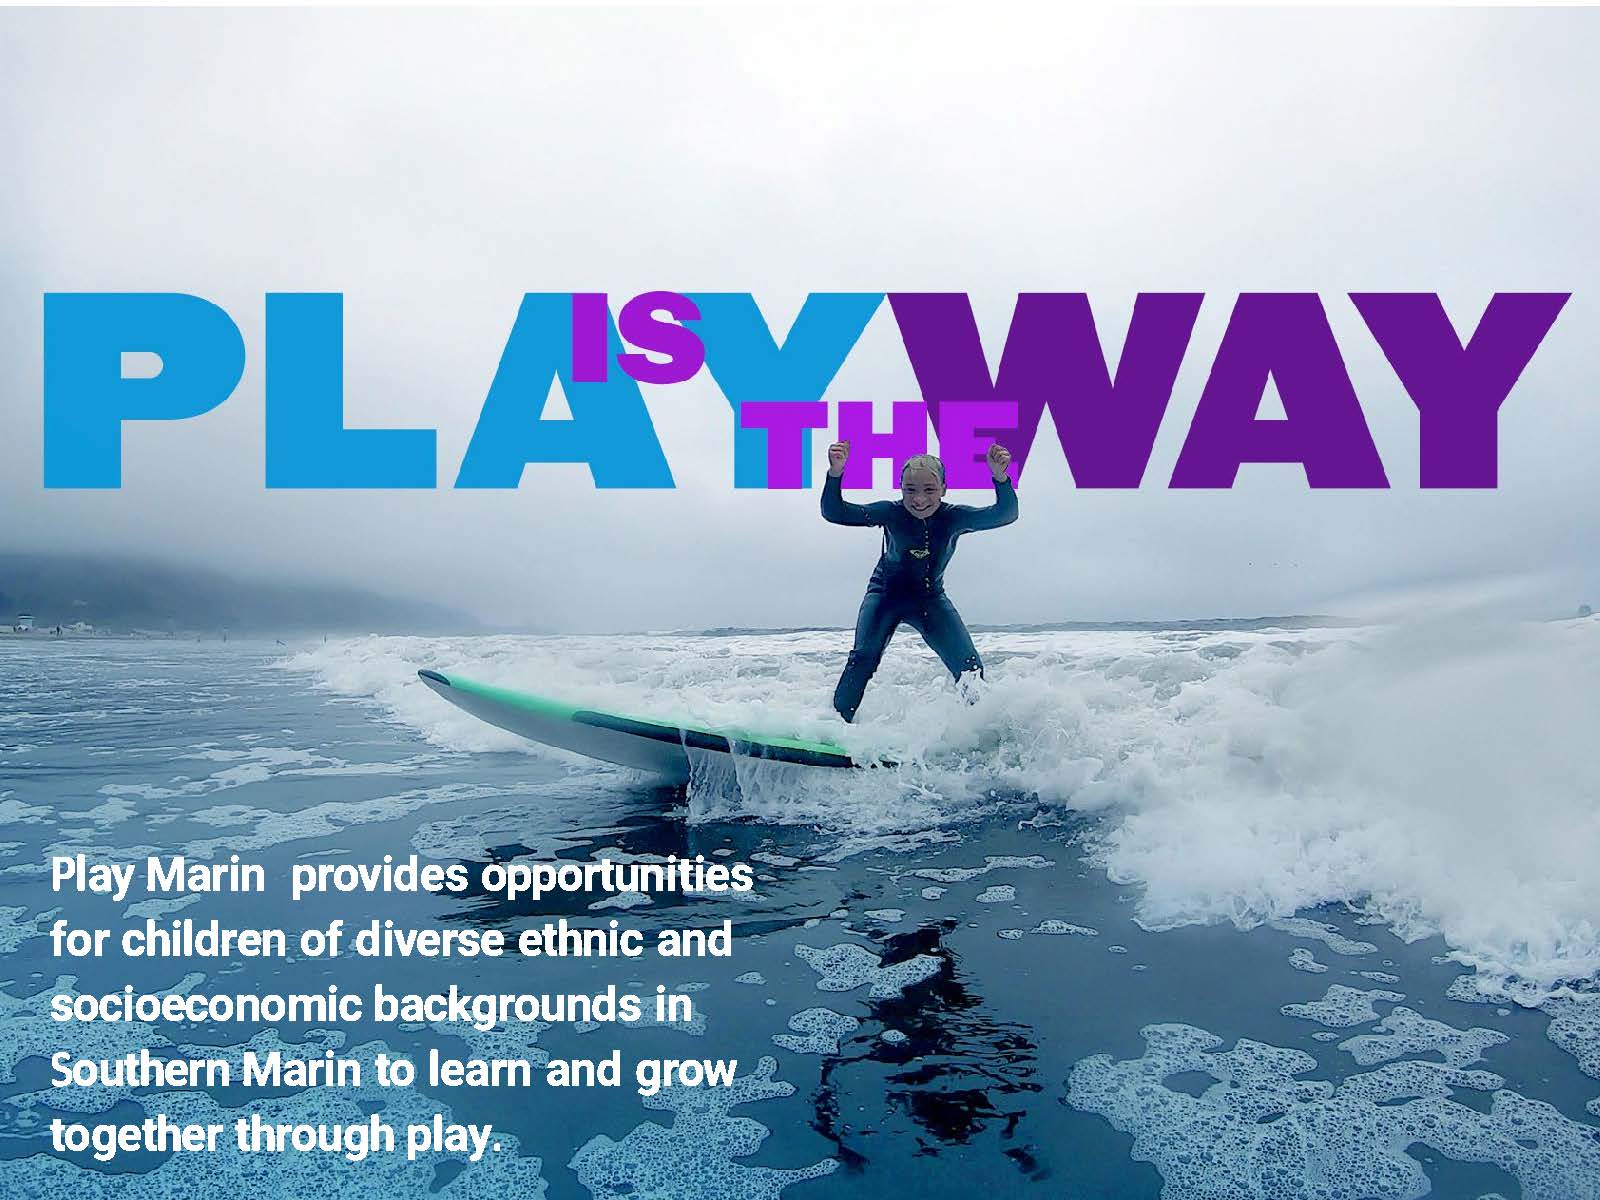 PLAY IS THE WAY
Play Marin  provides opportunities
for children of diverse ethnic and
socioeconomic backgrounds in
Southern Marin to learn and grow
together through play.